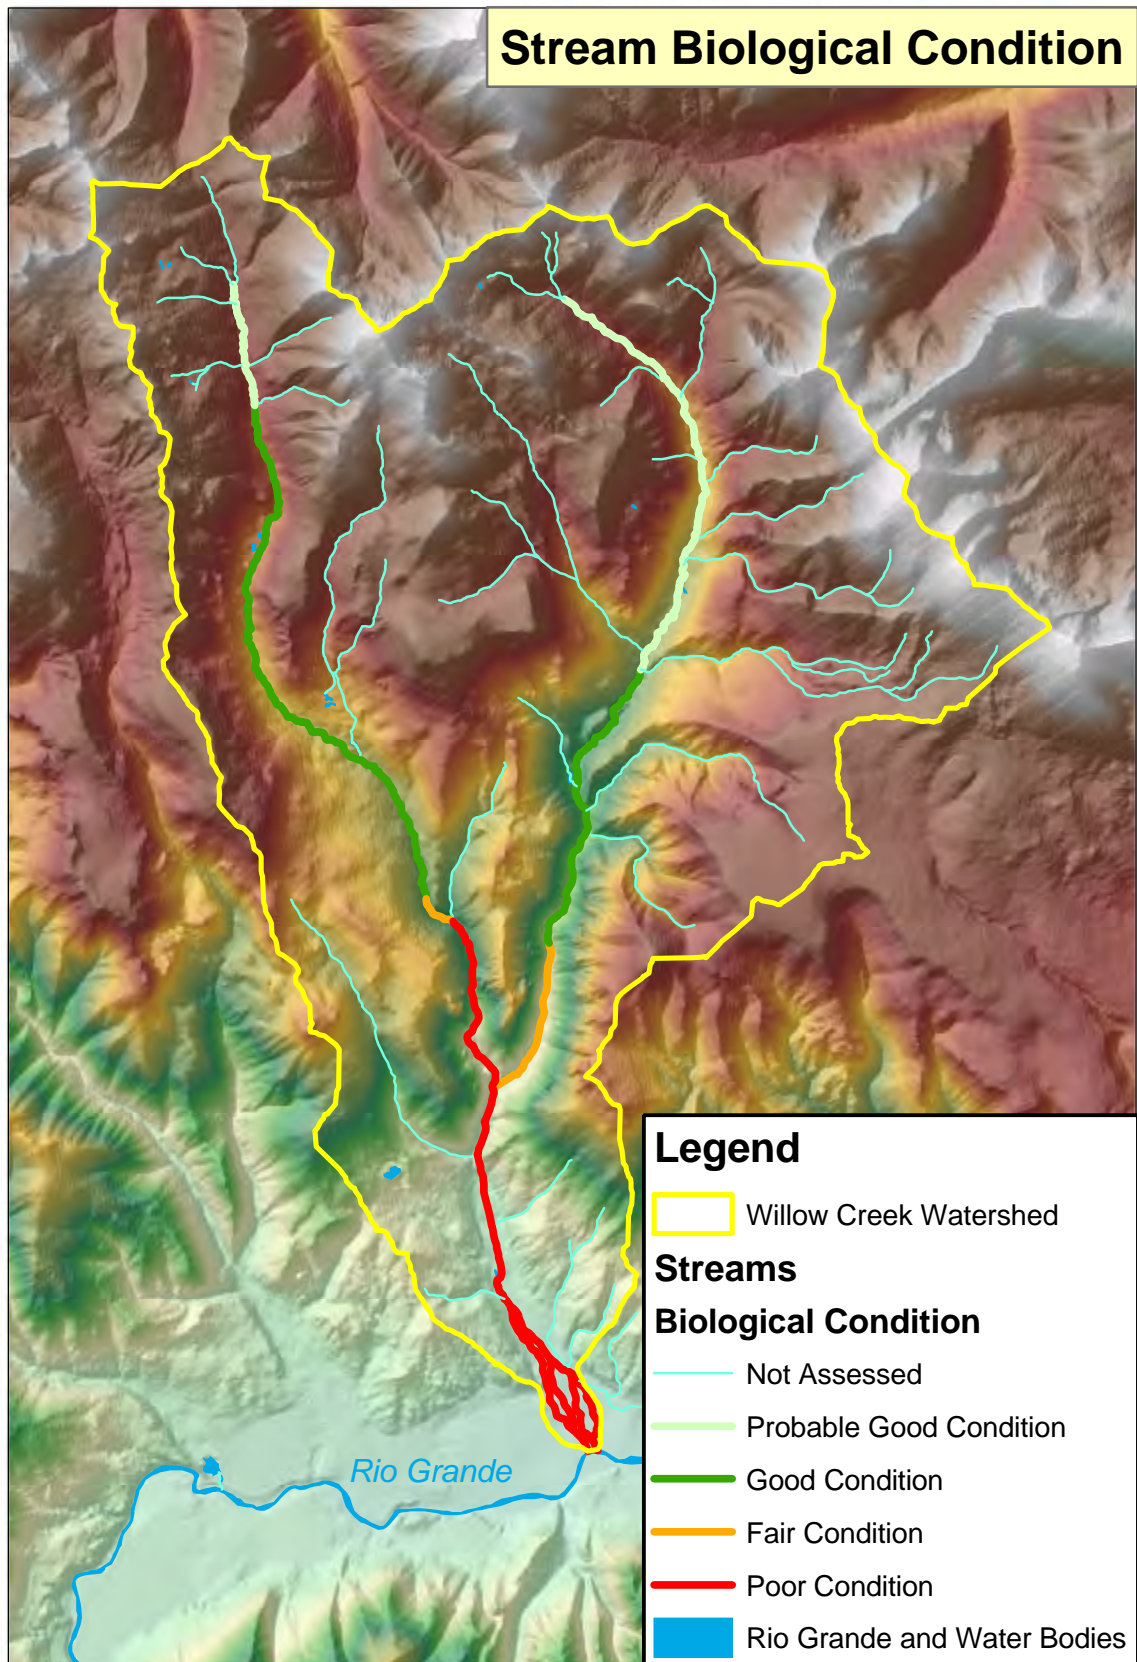 Stream Biological Condition
Rio Grande
Legend
Willow Creek Watershed
Streams
Biological Condition
Not Assessed
Probable Good Condition
Good Condition
Fair Condition
Poor Condition
Rio Grande and Water Bodies